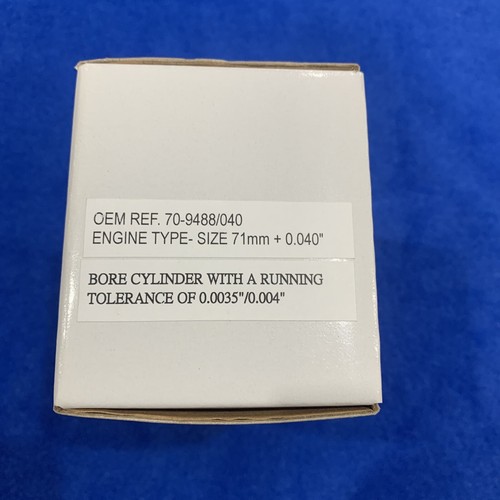 OEM REF. 70-9488/040
ENGINE TYPE- SIZE 71mm + 0.040"
BORE CYLINDER WITH A RUNNING
TOLERANCE OF 0.0035"/0.004"